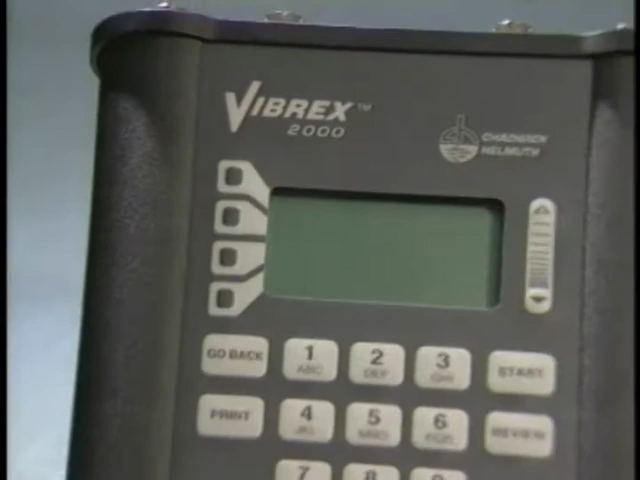 VIBREX™
2000
CHADWICK
HELMUTH
GO BACK
1
ABC
2
DEF
3
GHI
START
PRINT
4
JKL
5
MNO
6
PQR
REVIEW
7
8
9